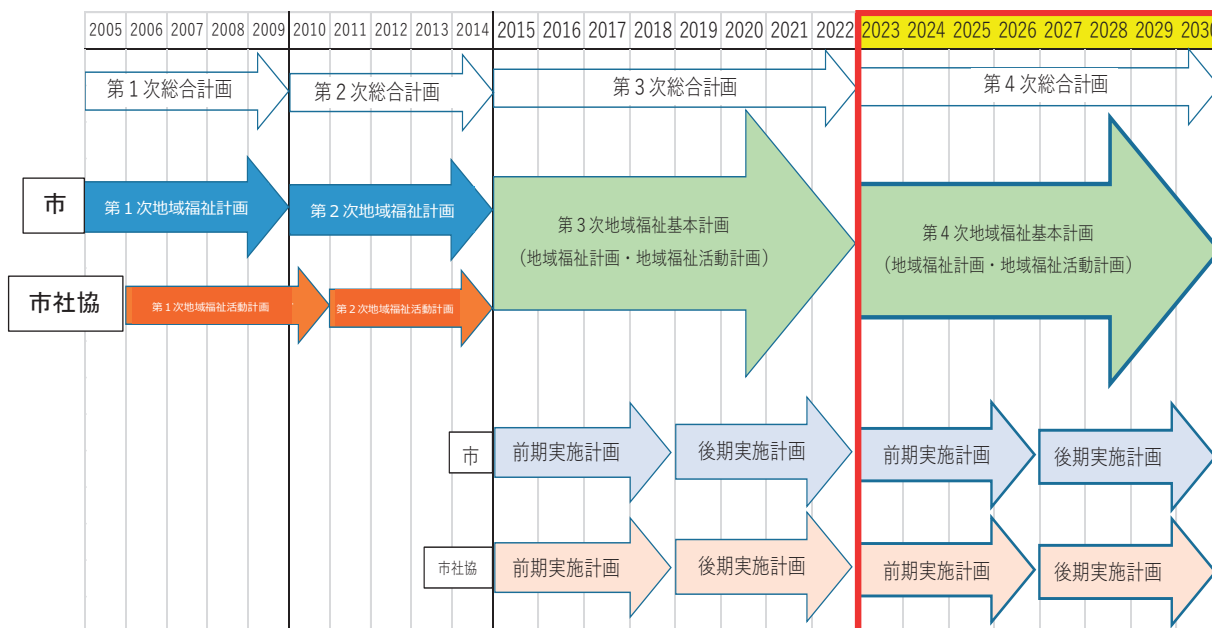 2005 2006 2007 2008 2009 2010 2011 2012 2013 2014 2015 2016 2017 2018 2019 2020 2021 2022 2023 2024 2025 2026 2027 2028 2029 2030
第1次総合計画
第2次総合計画
第3次総合計画
第4次総合計画
市
第1次地域福祉計画
第2次地域福祉計画
第3次地域福祉基本計画
(地域福祉計画・地域福祉活動計画)
第4次地域福祉基本計画
(地域福祉計画・地域福祉活動計画)
市社協
第1次地域福祉活動計画
第2次地域福祉活動計画
市
前期実施計画
後期実施計画
前期実施計画
後期実施計画
市社協
前期実施計画
後期実施計画
前期実施計画
後期実施計画